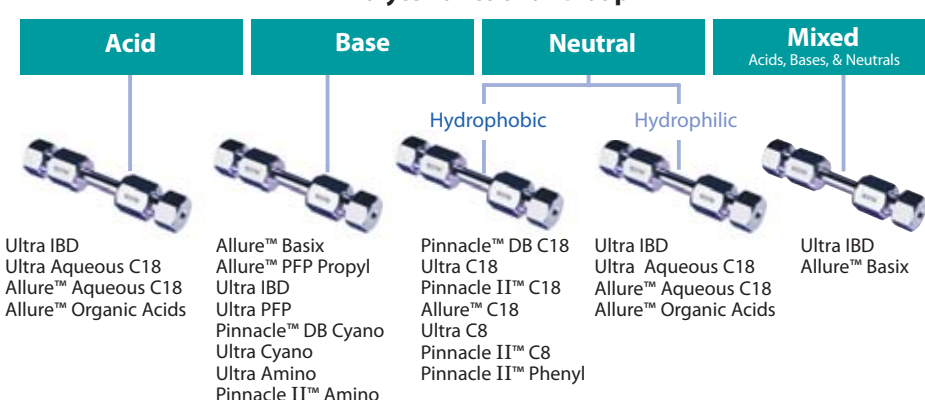 Acid
Base
Neutral
Mixed
Acids, Bases, & Neutrals
Hydrophobic
Hydrophilic
Ultra IBD
Ultra Aqueous C18
Allure™ Aqueous C18
Allure™ Organic Acids
Allure™ Basix
Allure™ PFP Propyl
Ultra IBD
Ultra PFP
Pinnacle™ DB Cyano
Ultra Cyano
Ultra Amino
Pinnacle II™ Amino
Pinnacle™ DB C18
Ultra C18
Pinnacle II™ C18
Allure™ C18
Ultra C8
Pinnacle II™ C8
Pinnacle II™ Phenyl
Ultra IBD
Ultra Aqueous C18
Allure™ Aqueous C18
Allure™ Organic Acids
Ultra IBD
Allure™ Basix